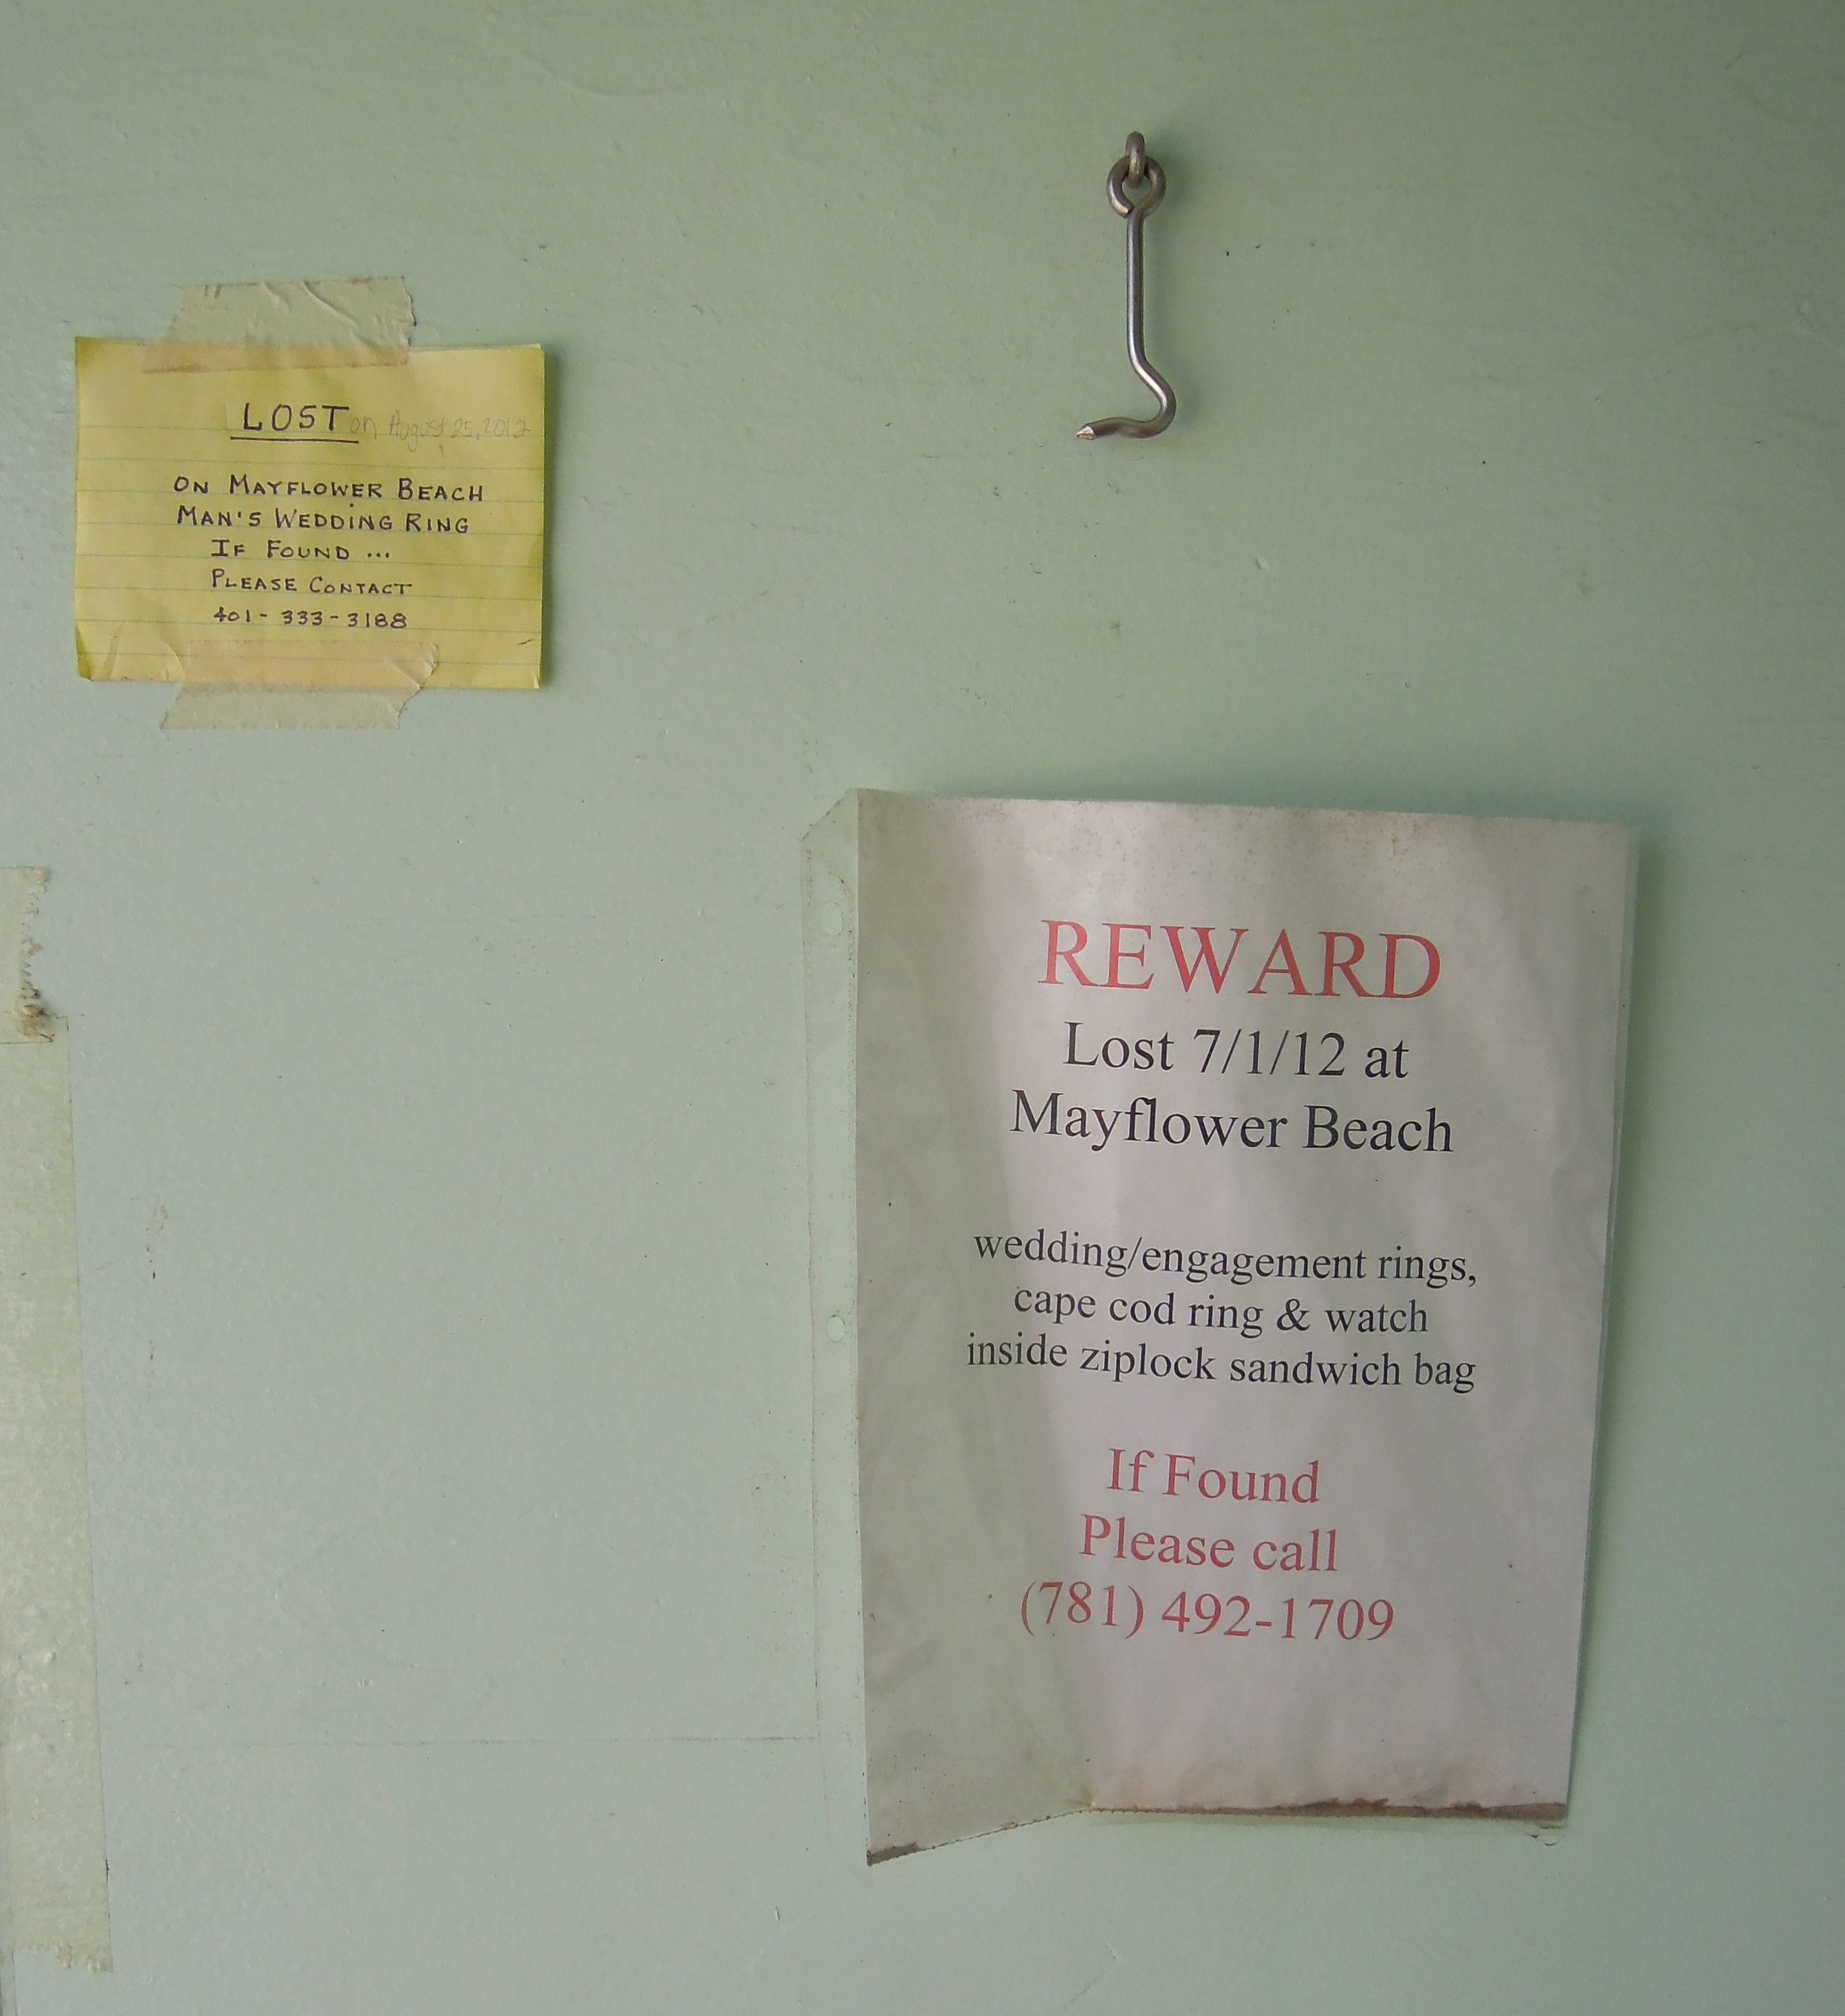 LOST on August 25, 2012
ON MAYFLOWER BEACH
MAN'S WEDDING RING
IF FOUND ...
PLEASE CONTACT
401-333-3188
REWARD
Lost 7/1/12 at
Mayflower Beach
wedding/engagement rings,
cape cod ring & watch
inside ziplock sandwich bag
If Found
Please call
(781) 492-1709